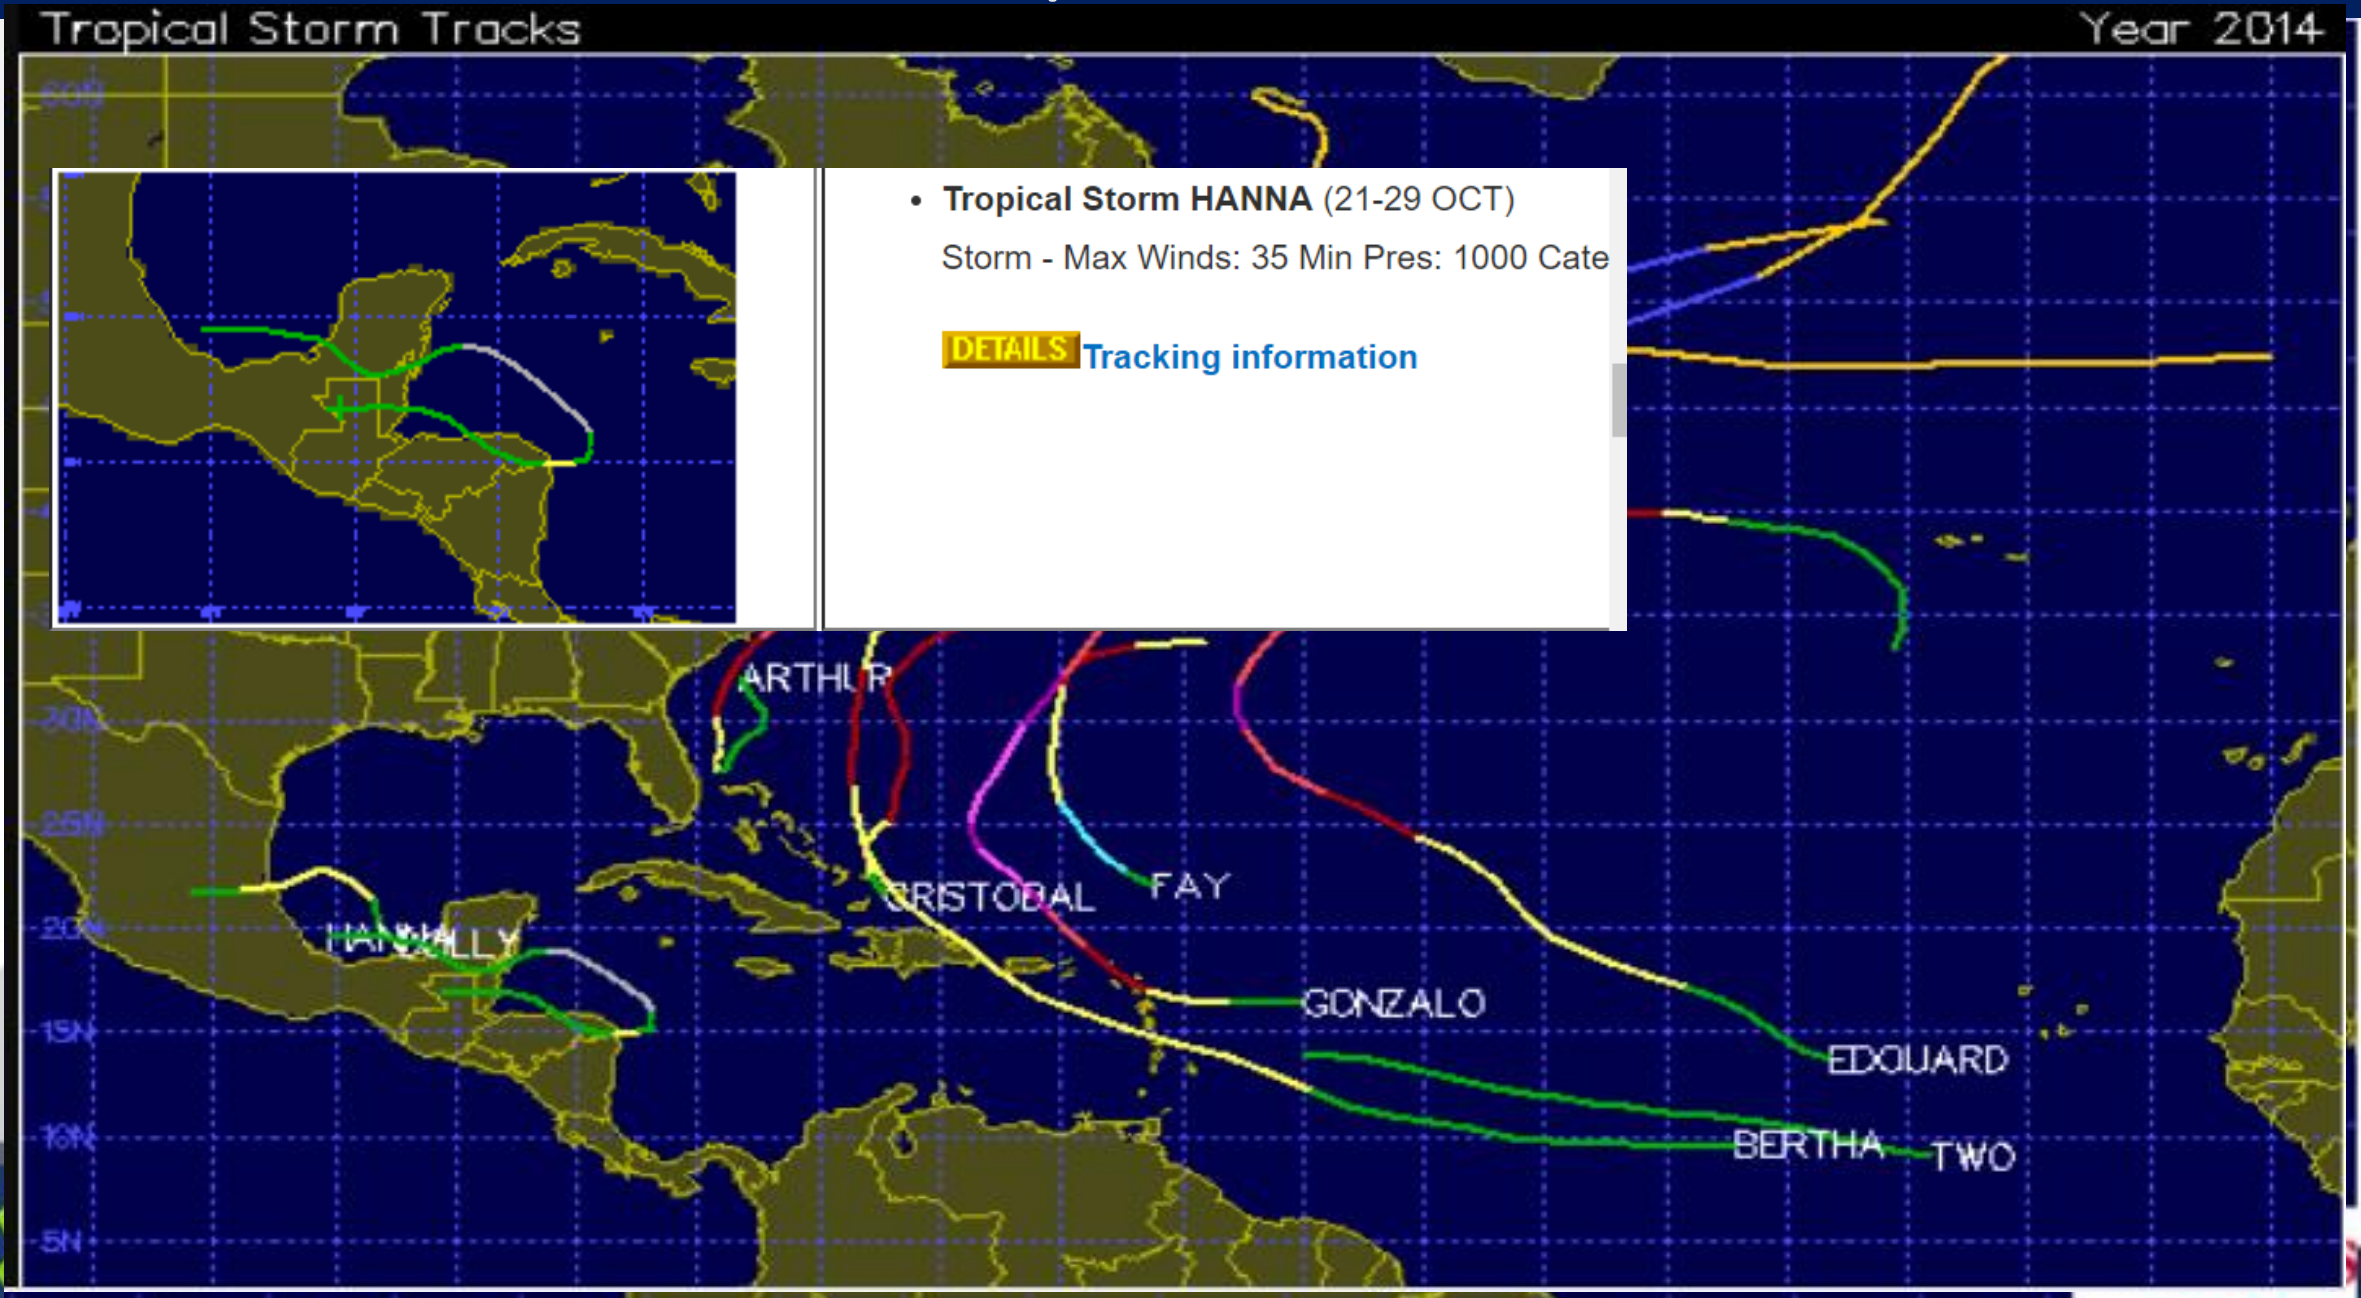 Tropical Storm Tracks
Year 2014
60N
Tropical Storm HANNA (21-29 OCT)
Storm - Max Winds: 35 Min Pres: 1000 Cate
DETAILS Tracking information
ARTHUR
30N
25N
CRISTOBAL
FAY
20N
GONZALO
15N
EDOUARD
10N
BERTHA
TWO
5N